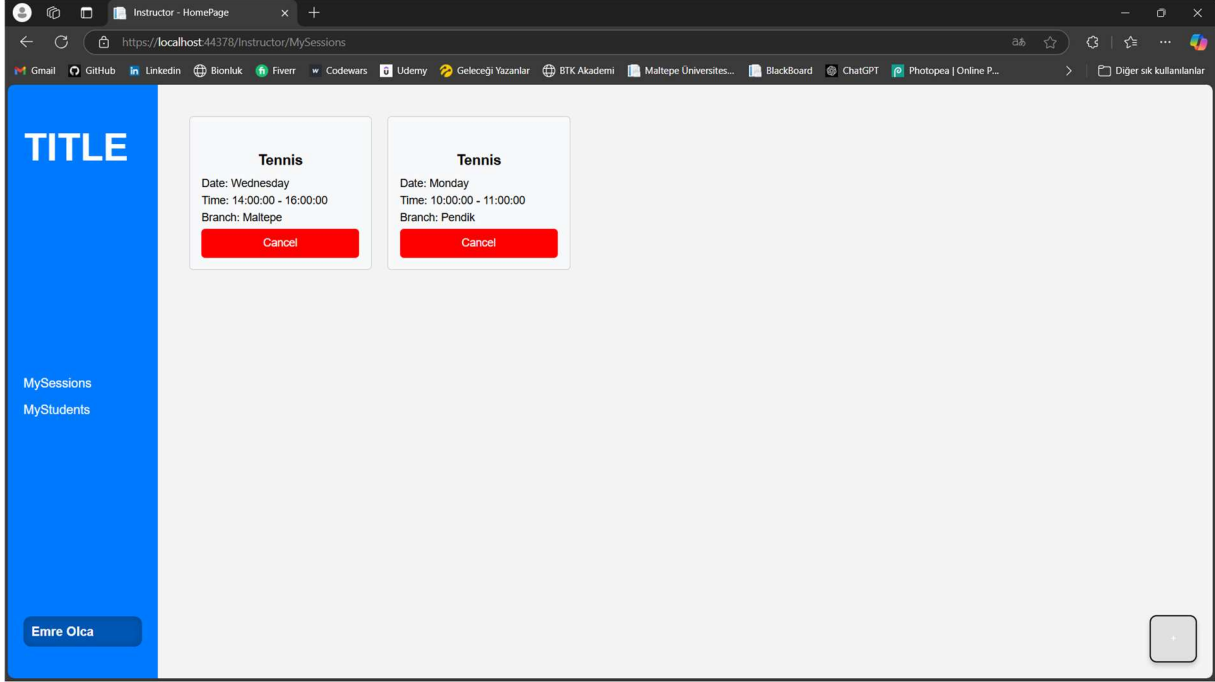 Instructor - HomePage
https://localhost:44378/Instructor/MySessions
Gmail GitHub Linkedin Bionluk Fiverr Codewars Udemy Geleceği Yazanlar BTK Akademi Maltepe Üniversites... BlackBoard ChatGPT Photopea | Online P... Diğer sık kullanılanlar
TITLE
MySessions
MyStudents
Emre Olca
Tennis
Date: Wednesday
Time: 14:00:00 - 16:00:00
Branch: Maltepe
Cancel
Tennis
Date: Monday
Time: 10:00:00 - 11:00:00
Branch: Pendik
Cancel
+